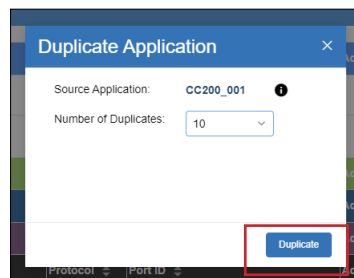 Duplicate Application ×
Source Application: CC200_001
Number of Duplicates: 10
Duplicate
Protocol Port ID